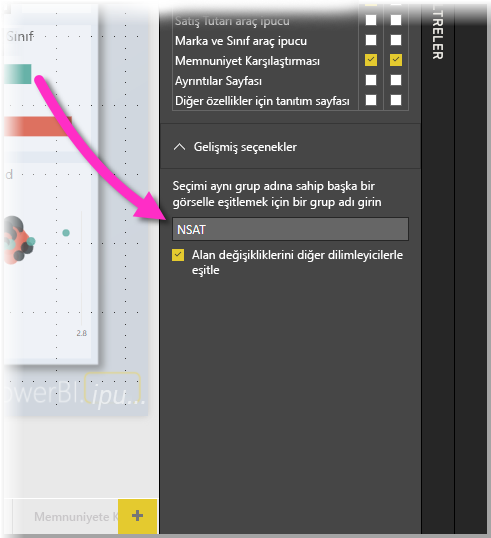 Sınıf
d
2.8
owerBI.
ipu...
Memnuniyete K
+
Satış Tutarı araç ipucu
Marka ve Sınıf araç ipucu
Memnuniyet Karşılaştırması
Ayrıntılar Sayfası
Diğer özellikler için tanıtım sayfası
Gelişmiş seçenekler
Seçimi aynı grup adına sahip başka bir
görselle eşitlemek için bir grup adı girin
NSAT
Alan değişikliklerini diğer dilimleyicilerle
eşitle
LTRELER